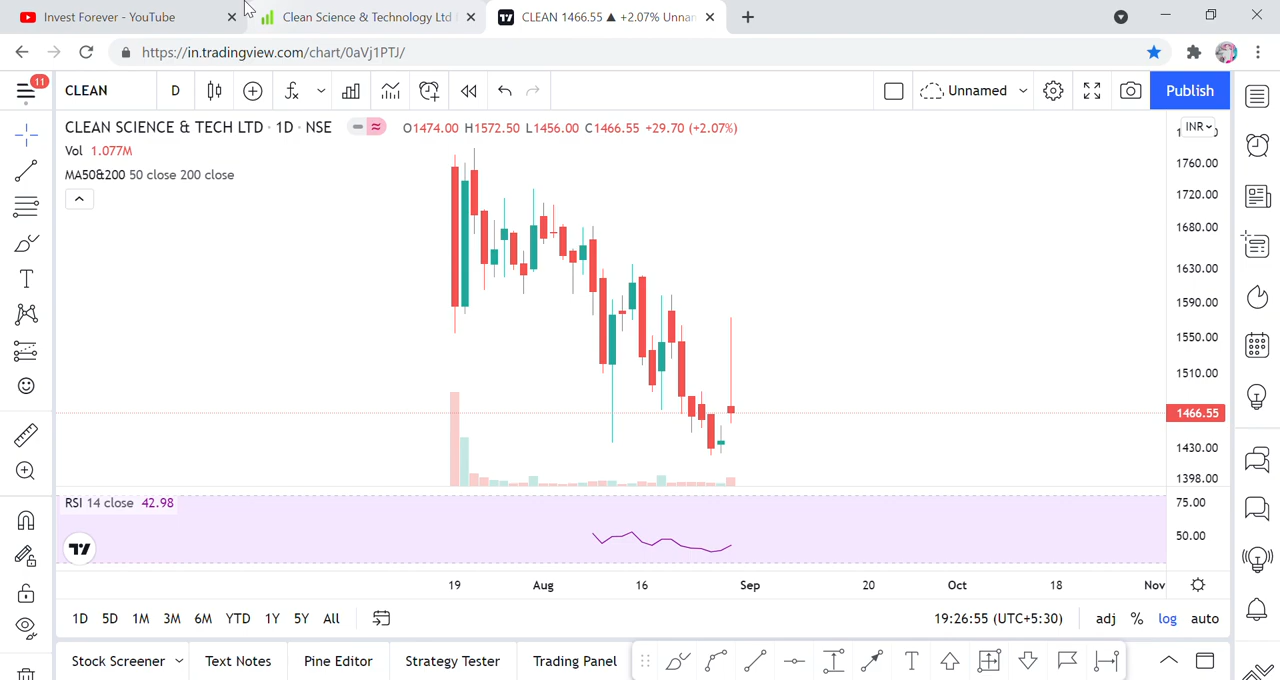 Invest Forever - YouTube
Clean Science & Technology Ltd
CLEAN 1466.55 ▲ +2.07% Unnan
https://in.tradingview.com/chart/0aVj1PTJ/
11
CLEAN
D
Unnamed
Publish
CLEAN SCIENCE & TECH LTD · 1D · NSE
O1474.00 H1572.50 L1456.00 C1466.55 +29.70 (+2.07%)
INR
Vol 1.077M
MA50&200 50 close 200 close
1760.00
1720.00
1680.00
1630.00
1590.00
1550.00
1510.00
1466.55
1430.00
1398.00
RSI 14 close 42.98
75.00
50.00
19 Aug 16 Sep 20 Oct 18 Nov
1D 5D 1M 3M 6M YTD 1Y 5Y All
19:26:55 (UTC+5:30) adj % log auto
Stock Screener Text Notes Pine Editor Strategy Tester Trading Panel